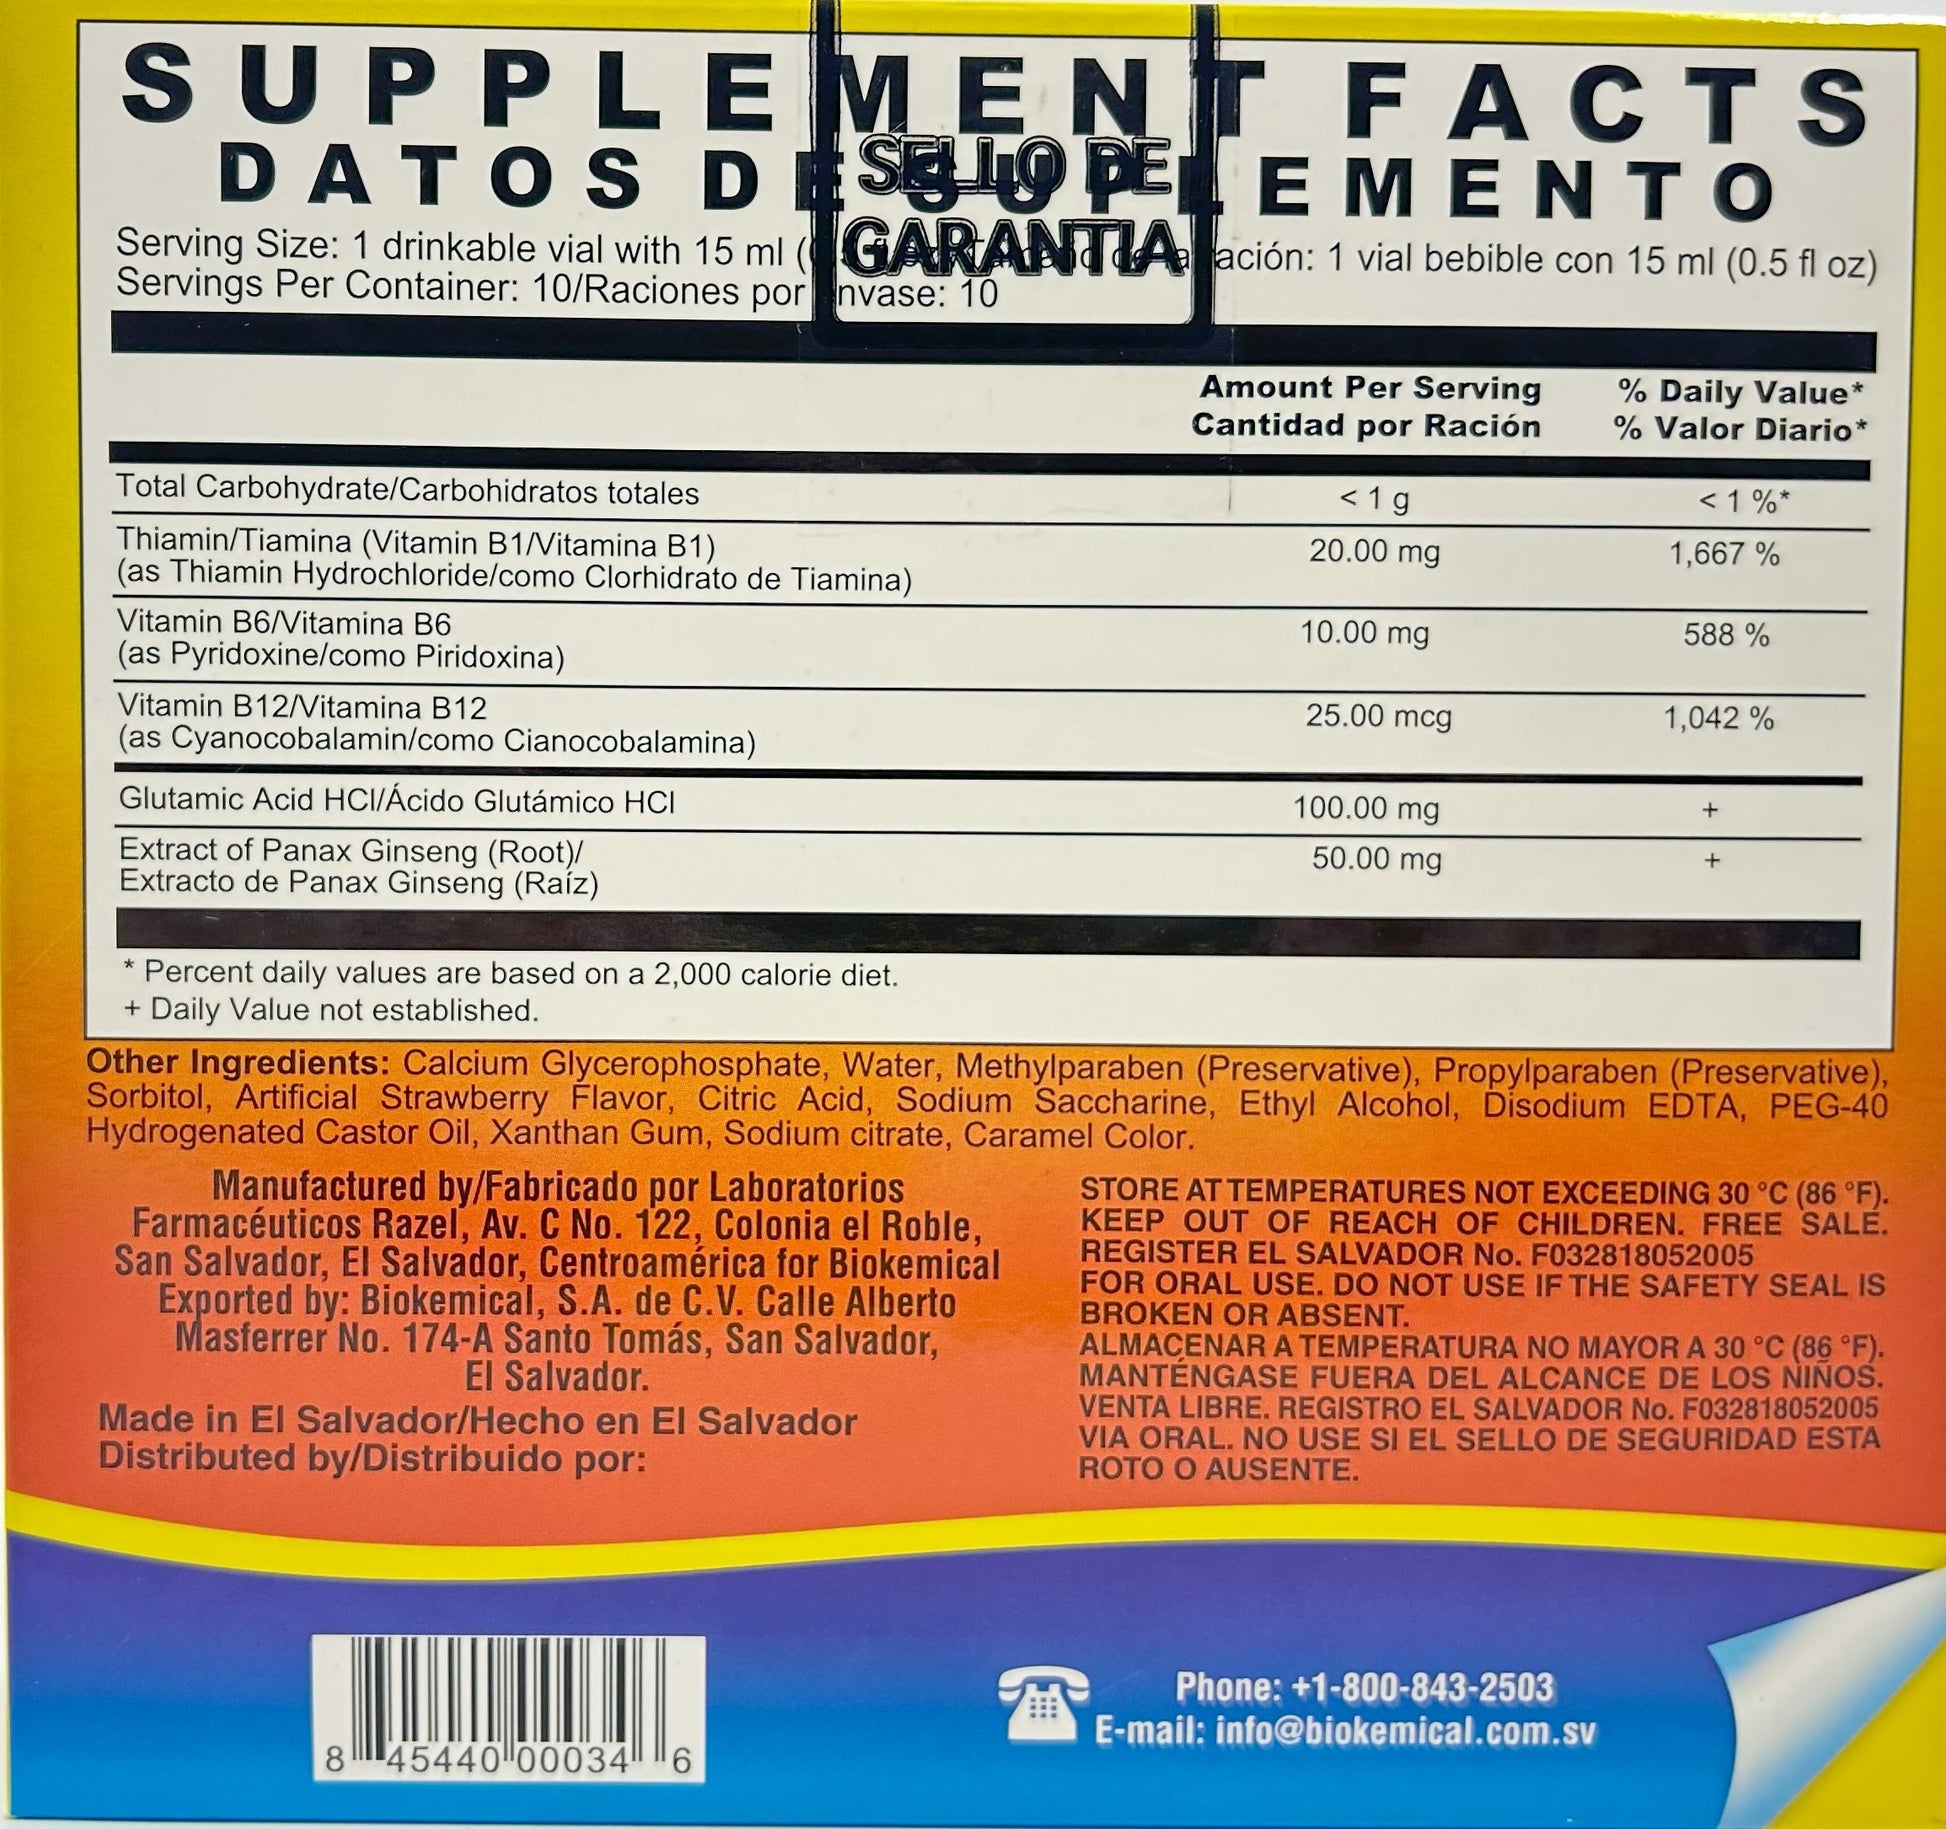 SUPPLEMENT FACTS
DATOS DE SUPLEMENTO
SELLO DE
GARANTIA
Serving Size: 1 drinkable vial with 15 ml ( ación: 1 vial bebible con 15 ml (0.5 fl oz)
Servings Per Container: 10/Raciones por nvase: 10
Amount Per Serving % Daily Value*
Cantidad por Ración % Valor Diario*
Total Carbohydrate/Carbohidratos totales < 1 g < 1 %*
Thiamin/Tiamina (Vitamin B1/Vitamina B1) 20.00 mg 1,667 %
(as Thiamin Hydrochloride/como Clorhidrato de Tiamina)
Vitamin B6/Vitamina B6 10.00 mg 588 %
(as Pyridoxine/como Piridoxina)
Vitamin B12/Vitamina B12 25.00 mcg 1,042 %
(as Cyanocobalamin/como Cianocobalamina)
Glutamic Acid HCl/Ácido Glutámico HCl 100.00 mg +
Extract of Panax Ginseng (Root)/ 50.00 mg +
Extracto de Panax Ginseng (Raíz)
* Percent daily values are based on a 2,000 calorie diet.
+ Daily Value not established.
Other Ingredients: Calcium Glycerophosphate, Water, Methylparaben (Preservative), Propylparaben (Preservative),
Sorbitol, Artificial Strawberry Flavor, Citric Acid, Sodium Saccharine, Ethyl Alcohol, Disodium EDTA, PEG-40
Hydrogenated Castor Oil, Xanthan Gum, Sodium citrate, Caramel Color.
Manufactured by/Fabricado por Laboratorios
Farmacéuticos Razel, Av. C No. 122, Colonia el Roble,
San Salvador, El Salvador, Centroamérica for Biokemical
Exported by: Biokemical, S.A. de C.V. Calle Alberto
Masferrer No. 174-A Santo Tomás, San Salvador,
El Salvador.
Made in El Salvador/Hecho en El Salvador
Distributed by/Distribuido por:
STORE AT TEMPERATURES NOT EXCEEDING 30 °C (86 °F).
KEEP OUT OF REACH OF CHILDREN. FREE SALE.
REGISTER EL SALVADOR No. F032818052005
FOR ORAL USE. DO NOT USE IF THE SAFETY SEAL IS
BROKEN OR ABSENT.
ALMACENAR A TEMPERATURA NO MAYOR A 30 °C (86 °F).
MANTÉNGASE FUERA DEL ALCANCE DE LOS NIÑOS.
VENTA LIBRE. REGISTRO EL SALVADOR No. F032818052005
VIA ORAL. NO USE SI EL SELLO DE SEGURIDAD ESTA
ROTO O AUSENTE.
8 45440 00034 6
Phone: +1-800-843-2503
E-mail: info@biokemical.com.sv